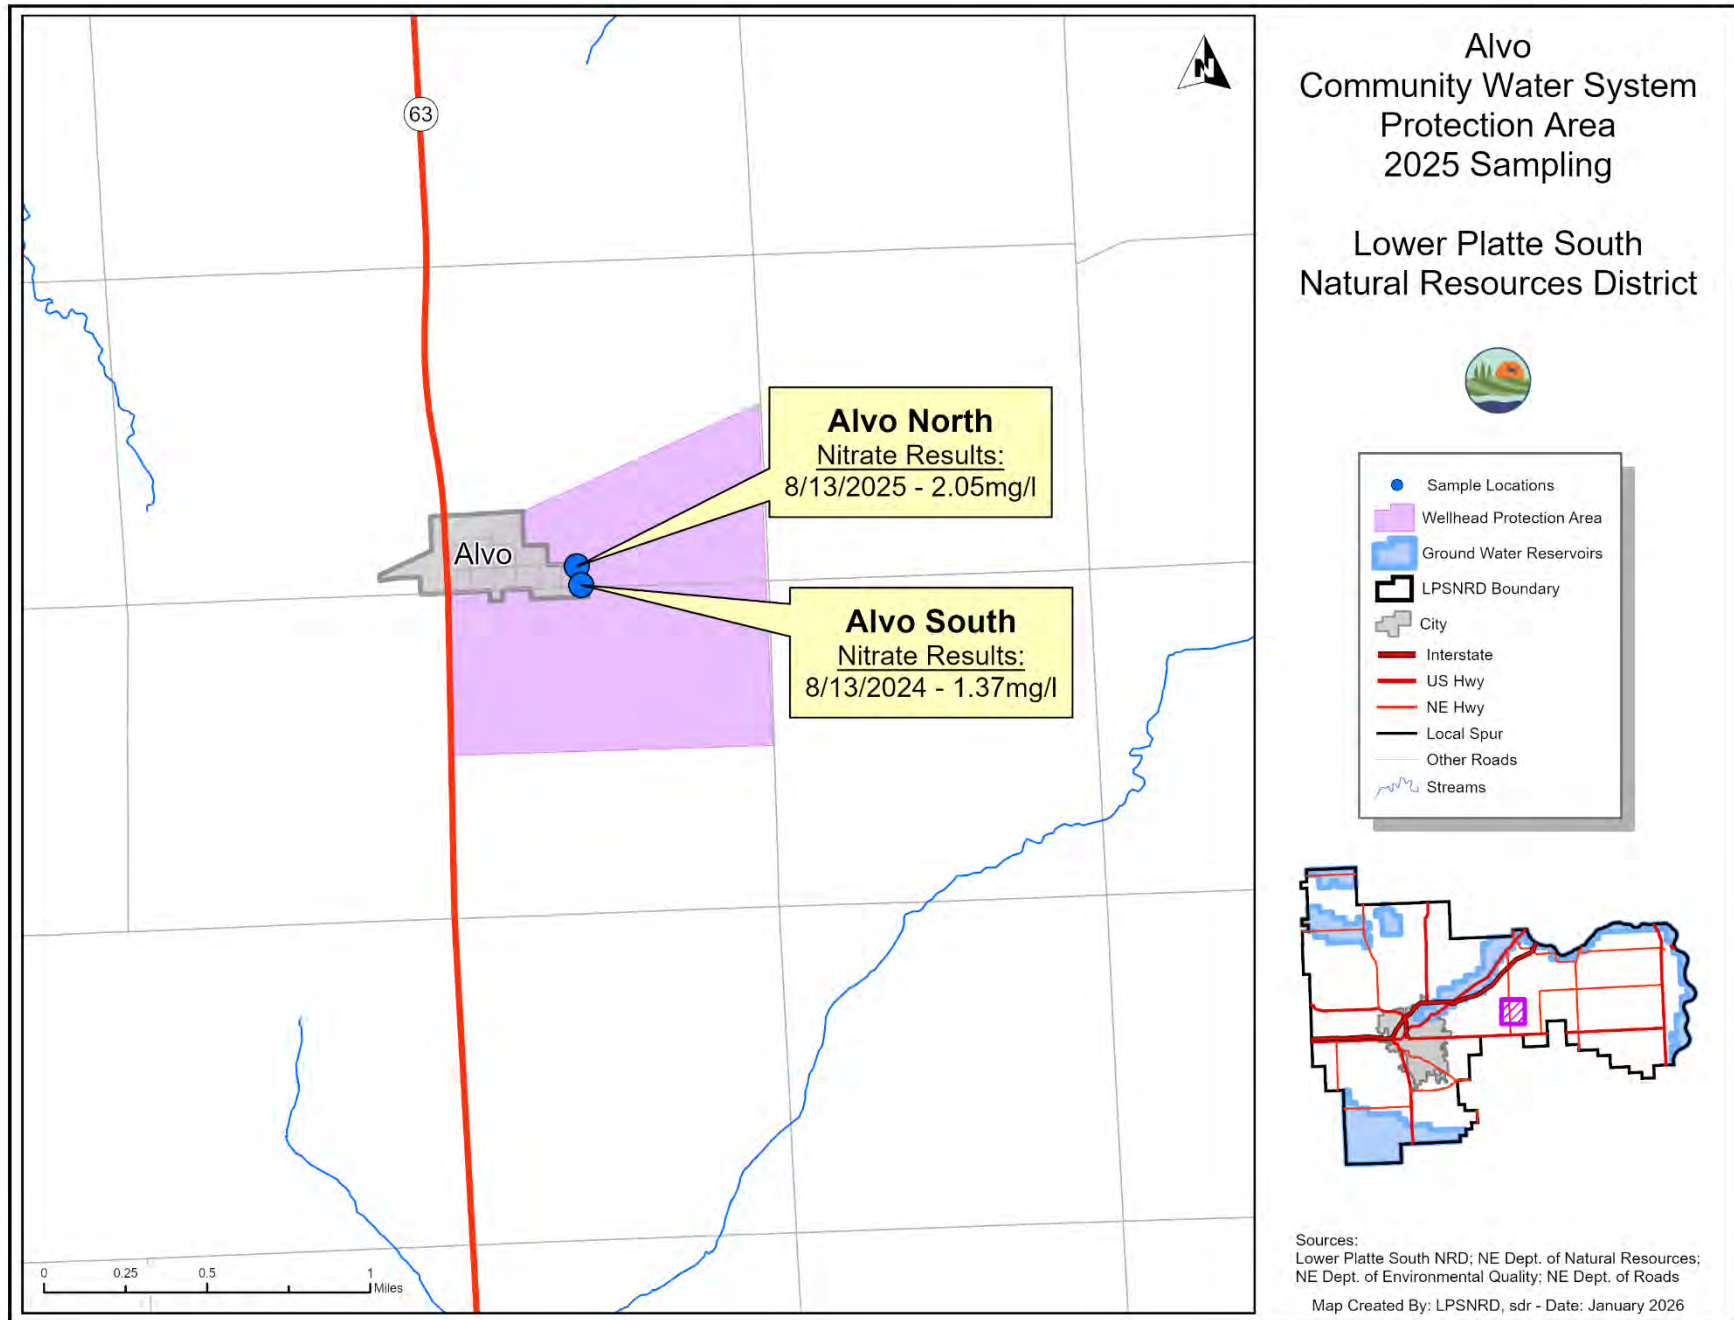 Alvo
Community Water System
Protection Area
2025 Sampling
Lower Platte South
Natural Resources District
N
63
Alvo North
Nitrate Results:
8/13/2025 - 2.05mg/l
Alvo
Alvo South
Nitrate Results:
8/13/2024 - 1.37mg/l
Sample Locations
Wellhead Protection Area
Ground Water Reservoirs
LPSNRD Boundary
City
Interstate
US Hwy
NE Hwy
Local Spur
Other Roads
Streams
0 0.25 0.5 1
Miles
Sources:
Lower Platte South NRD; NE Dept. of Natural Resources;
NE Dept. of Environmental Quality; NE Dept. of Roads
Map Created By: LPSNRD, sdr - Date: January 2026